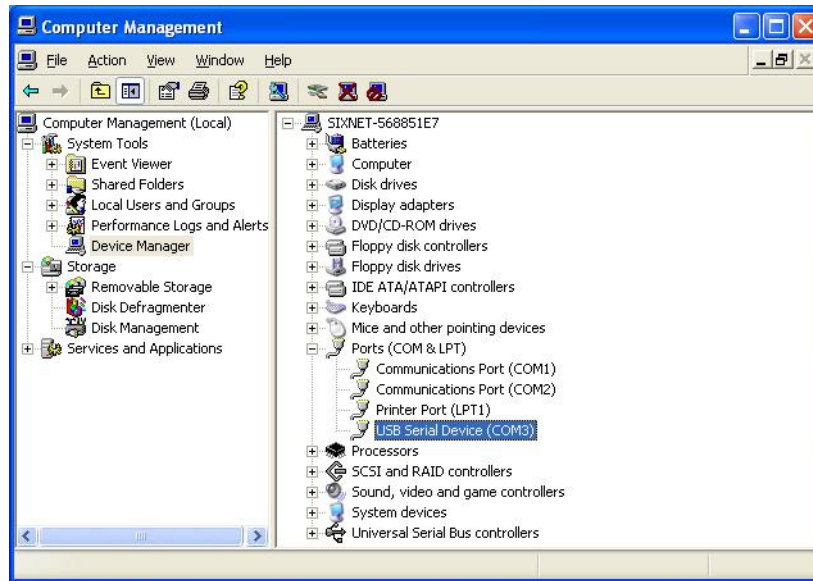 Computer Management
File Action View Window Help
Computer Management (Local)
System Tools
Event Viewer
Shared Folders
Local Users and Groups
Performance Logs and Alerts
Device Manager
Storage
Removable Storage
Disk Defragmenter
Disk Management
Services and Applications
SIXNET-568851E7
Batteries
Computer
Disk drives
Display adapters
DVD/CD-ROM drives
Floppy disk controllers
Floppy disk drives
IDE ATA/ATAPI controllers
Keyboards
Mice and other pointing devices
Ports (COM & LPT)
Communications Port (COM1)
Communications Port (COM2)
Printer Port (LPT1)
USB Serial Device (COM3)
Processors
SCSI and RAID controllers
Sound, video and game controllers
System devices
Universal Serial Bus controllers